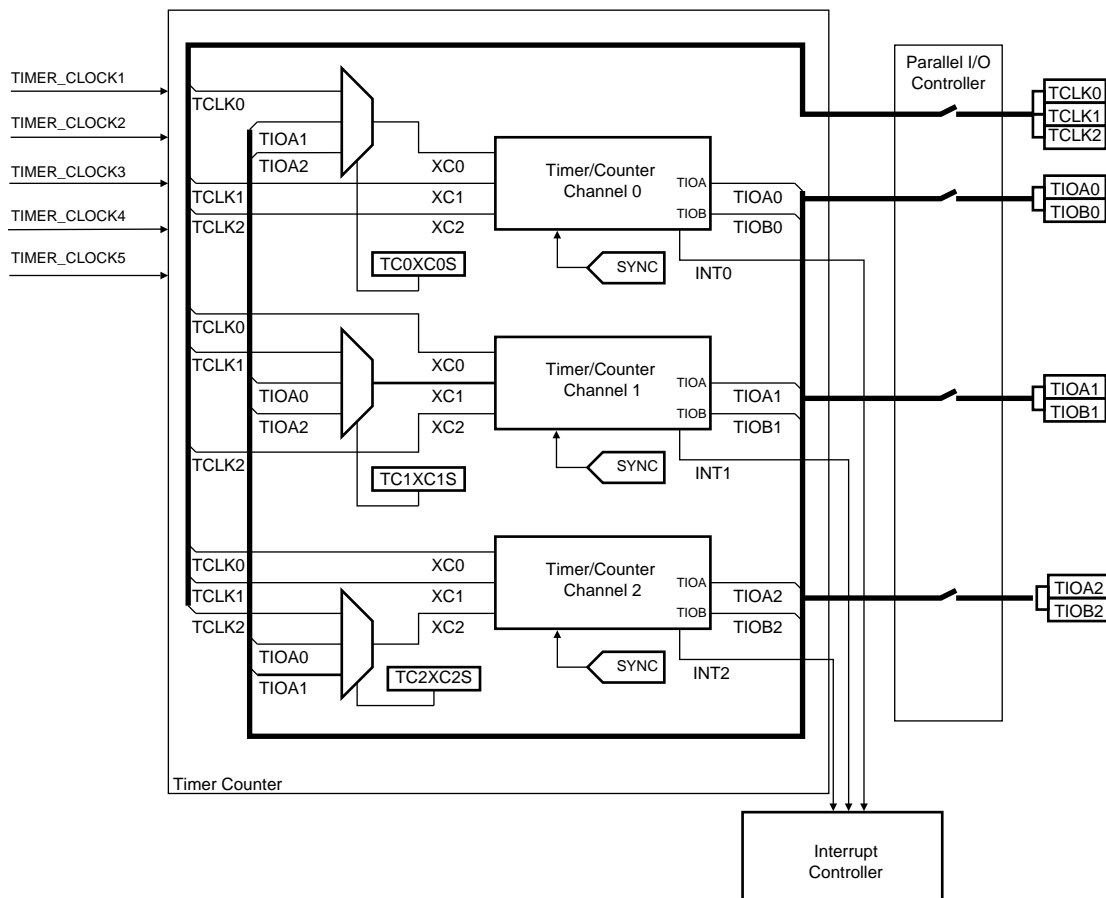 TIMER_CLOCK1
TIMER_CLOCK2
TIMER_CLOCK3
TIMER_CLOCK4
TIMER_CLOCK5
TCLK0
TIOA1
TIOA2
TCLK1
TCLK2
XC0
XC1
XC2
TC0XC0S
Timer/Counter
Channel 0
TIOA
TIOB
TIOA0
TIOB0
SYNC
INT0
TCLK0
TCLK1
TIOA0
TIOA2
TCLK2
XC0
XC1
XC2
TC1XC1S
Timer/Counter
Channel 1
TIOA
TIOB
TIOA1
TIOB1
SYNC
INT1
TCLK0
TCLK1
TCLK2
TIOA0
TIOA1
XC0
XC1
XC2
TC2XC2S
Timer/Counter
Channel 2
TIOA
TIOB
TIOA2
TIOB2
SYNC
INT2
Timer Counter
Parallel I/O
Controller
TCLK0
TCLK1
TCLK2
TIOA0
TIOB0
TIOA1
TIOB1
TIOA2
TIOB2
Interrupt
Controller